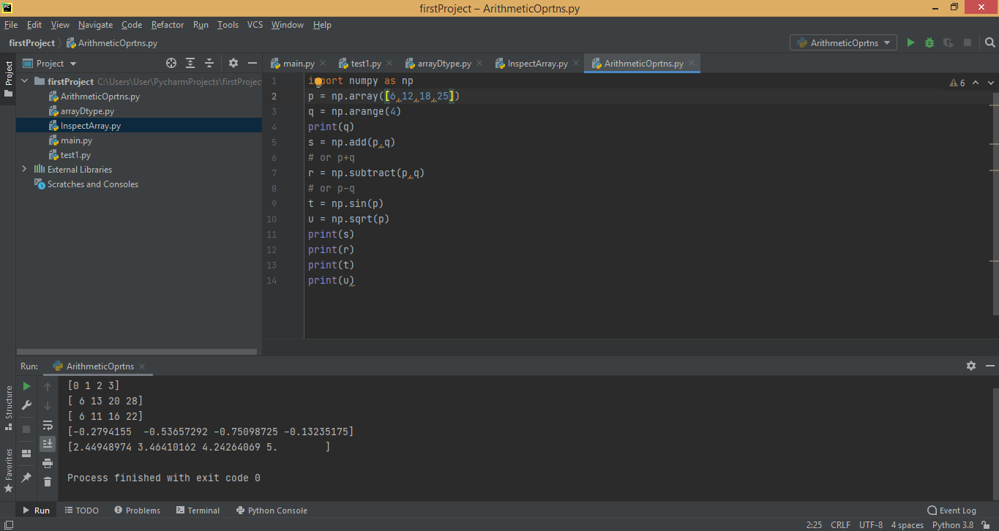 PC
firstProject – ArithmeticOprtns.py
File Edit View Navigate Code Refactor Run Tools VCS Window Help
firstProject ArithmeticOprtns.py
ArithmeticOprtns
Project
Project
main.py test1.py arrayDtype.py InspectArray.py ArithmeticOprtns.py
firstProject C:\Users\User\PycharmProjects\firstProjec
ArithmeticOprtns.py
arrayDtype.py
InspectArray.py
main.py
test1.py
External Libraries
Scratches and Consoles
6
1 import numpy as np
2 p = np.array([6,12,18,25])
3 q = np.arange(4)
4 print(q)
5 s = np.add(p,q)
6 # or p+q
7 r = np.subtract(p,q)
8 # or p-q
9 t = np.sin(p)
10 u = np.sqrt(p)
11 print(s)
12 print(r)
13 print(t)
14 print(u)
Run: ArithmeticOprtns
Structure
Favorites
[0 1 2 3]
[ 6 13 20 28]
[ 6 11 16 22]
[-0.2794155  -0.53657292 -0.75098725 -0.13235175]
[2.44948974 3.46410162 4.24264069 5.        ]
Process finished with exit code 0
Run TODO Problems Terminal Python Console Event Log
2:25 CRLF UTF-8 4 spaces Python 3.8